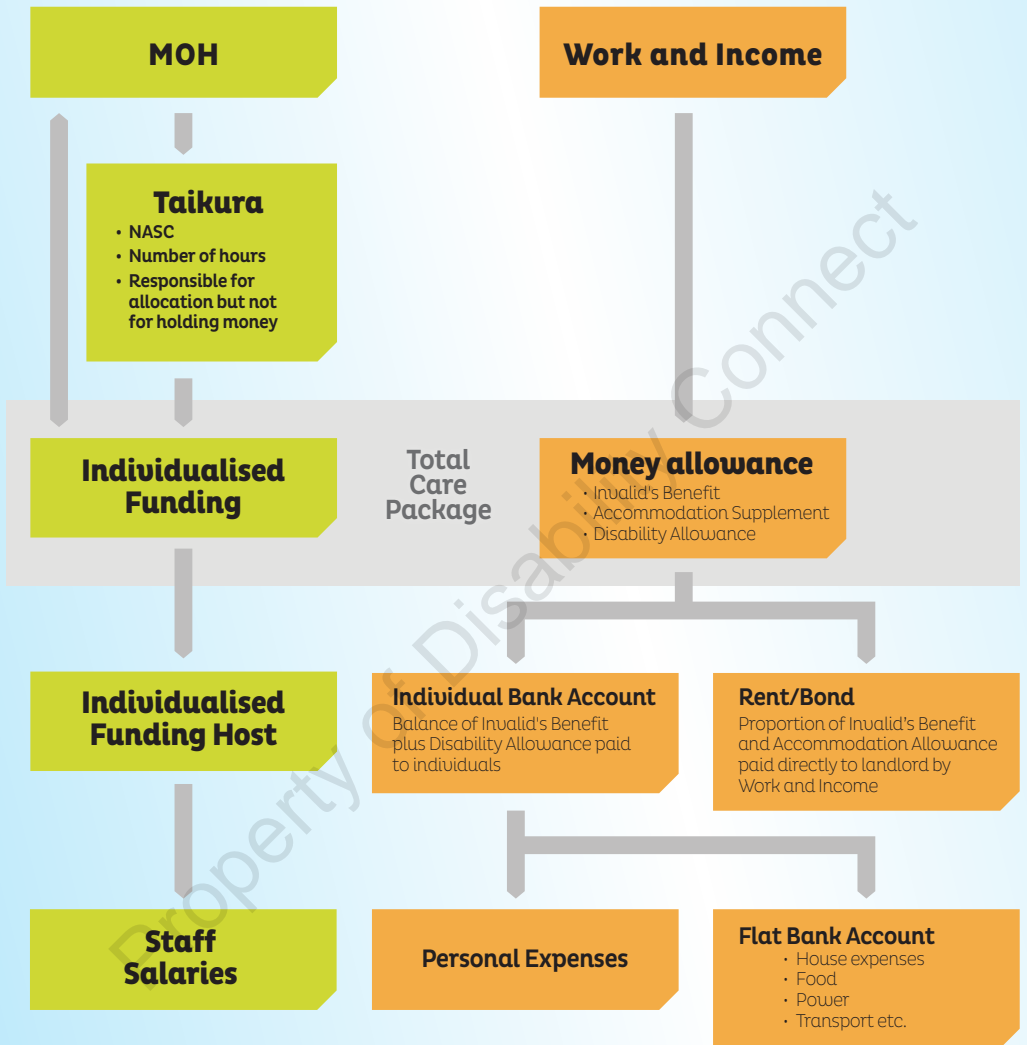 MOH
Work and Income
Taikura
• NASC
• Number of hours
• Responsible for
allocation but not
for holding money
Individualised
Funding
Total
Care
Package
Money allowance
• Invalid's Benefit
• Accommodation Supplement
• Disability Allowance
Individualised
Funding Host
Individual Bank Account
Balance of Invalid's Benefit
plus Disability Allowance paid
to individuals
Rent/Bond
Proportion of Invalid’s Benefit
and Accommodation Allowance
paid directly to landlord by
Work and Income
Staff
Salaries
Personal Expenses
Flat Bank Account
• House expenses
• Food
• Power
• Transport etc.
Property of Disability Connect